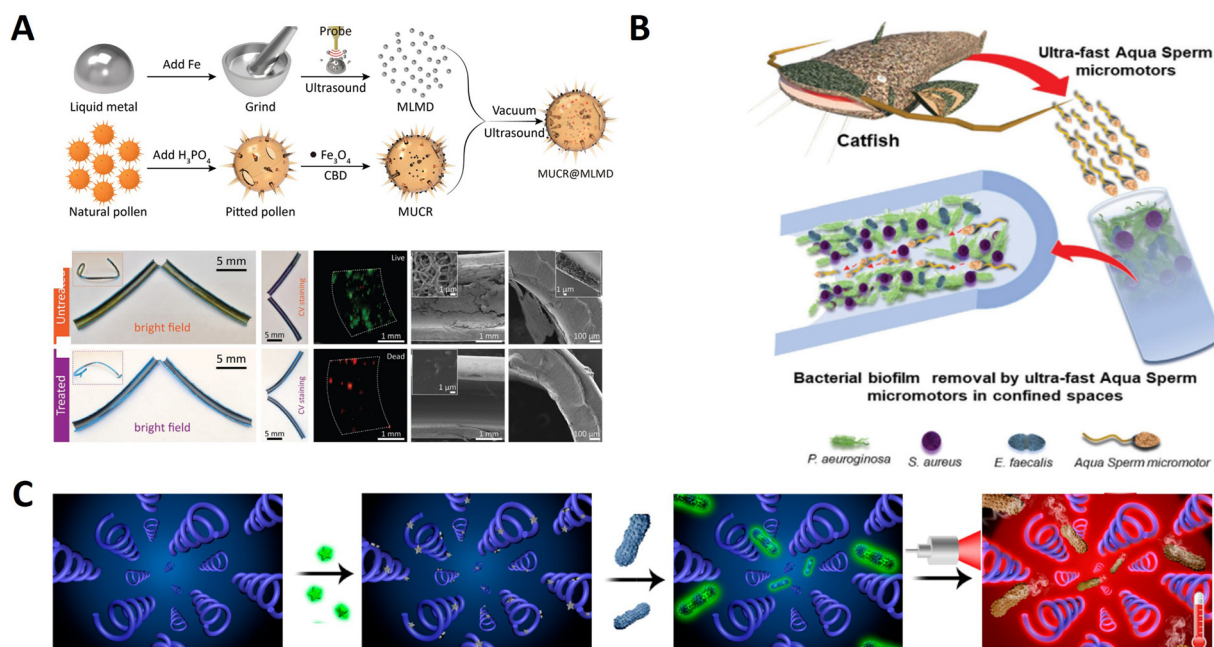 A
Add Fe
Probe
Liquid metal
Grind
Ultrasound
MLMD
Vacuum
Ultrasound
MUCR@MLMD
Add H3PO4
Fe3O4
CBD
Natural pollen
Pitted pollen
MUCR
Untreated
5 mm
bright field
CV staining
5 mm
Live
1 mm
1 μm
1 mm
1 μm
100 μm
Treated
5 mm
bright field
CV staining
5 mm
Dead
1 mm
1 μm
1 mm
100 μm
B
Ultra-fast Aqua Sperm
micromotors
Catfish
Bacterial biofilm removal by ultra-fast Aqua Sperm
micromotors in confined spaces
P. aeuroginosa
S. aureus
E. faecalis
Aqua Sperm micromotor
C